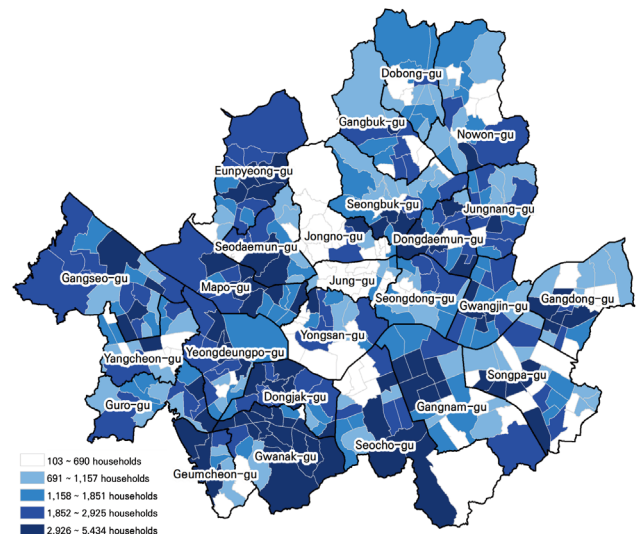 Dobong-gu
Gangbuk-gu
Nowon-gu
Eunpyeong-gu
Seongbuk-gu
Jungnang-gu
Jongno-gu
Dongdaemun-gu
Seodaemun-gu
Gangseo-gu
Mapo-gu
Jung-gu
Seongdong-gu
Gwangjin-gu
Gangdong-gu
Yongsan-gu
Yangcheon-gu
Yeongdeungpo-gu
Songpa-gu
Guro-gu
Dongjak-gu
Gangnam-gu
Seocho-gu
Gwanak-gu
Geumcheon-gu
103 ~ 690 households
691 ~ 1,157 households
1,158 ~ 1,851 households
1,852 ~ 2,925 households
2,926 ~ 5,434 households